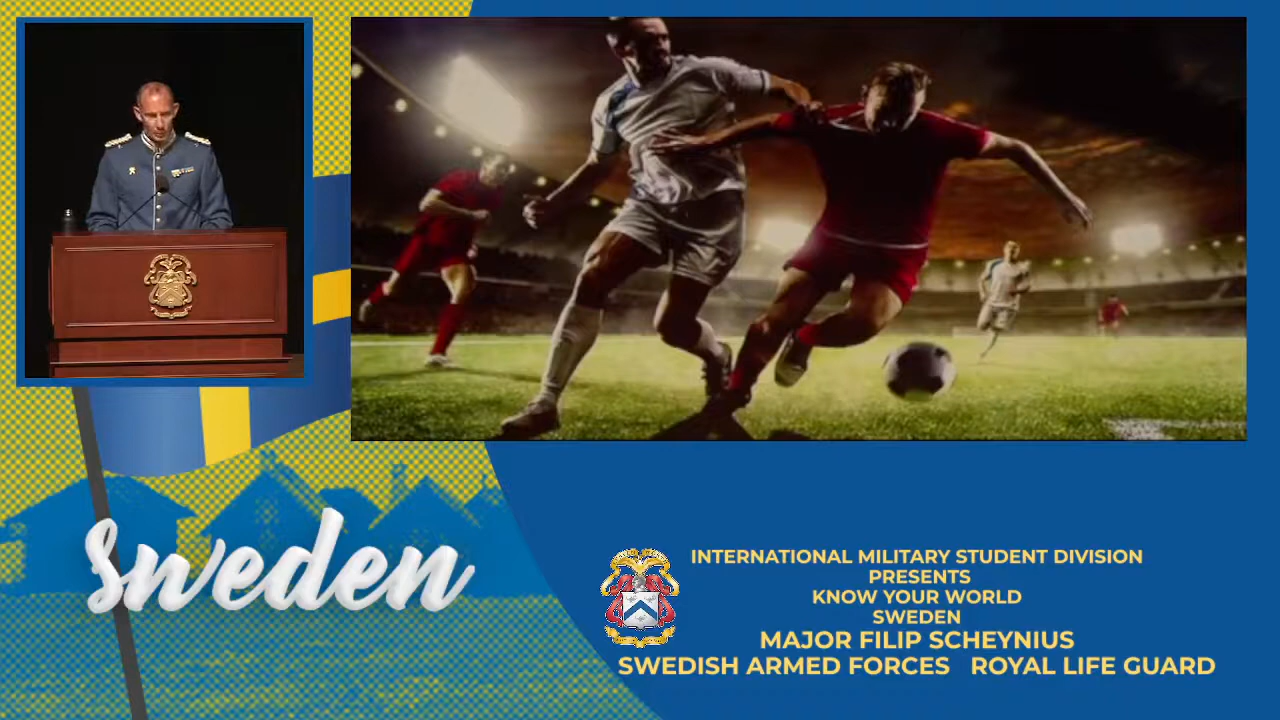 Sweden
INTERNATIONAL MILITARY STUDENT DIVISION
PRESENTS
KNOW YOUR WORLD
SWEDEN
MAJOR FILIP SCHEYNIUS
SWEDISH ARMED FORCES ROYAL LIFE GUARD